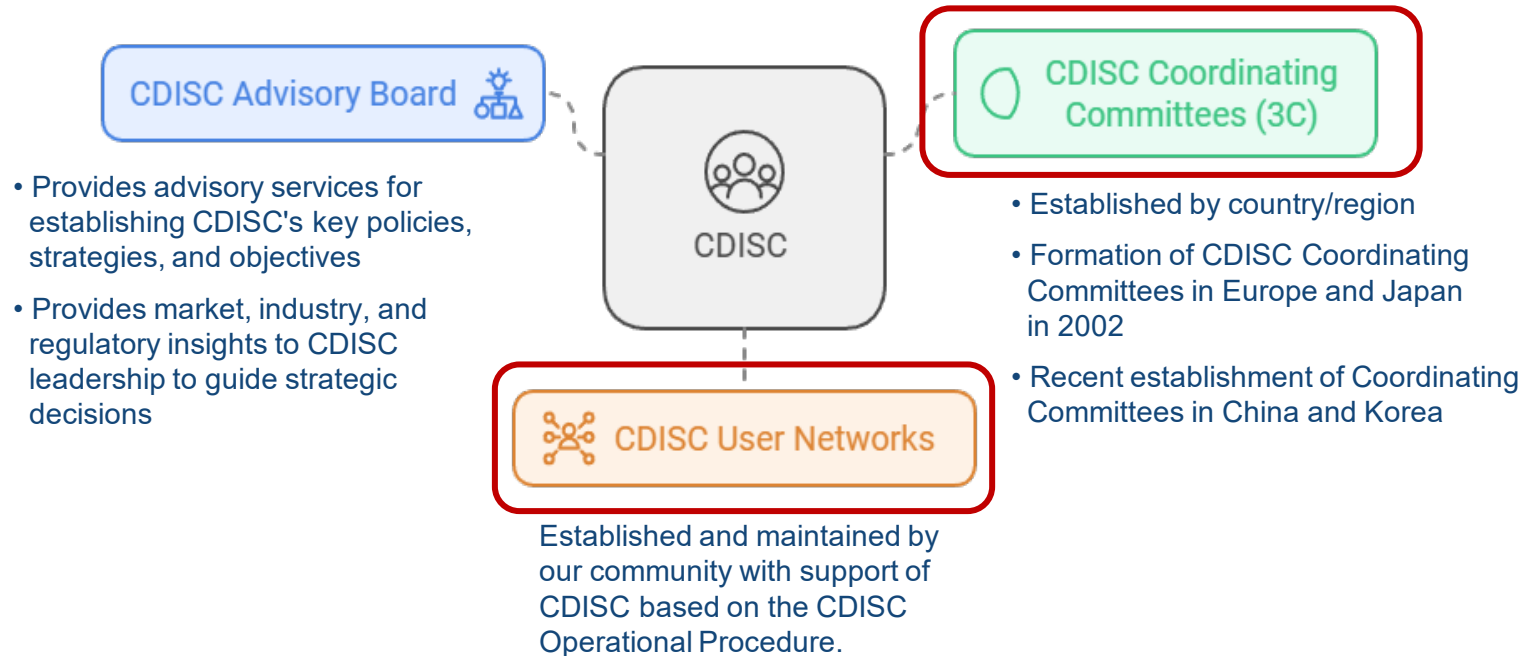 CDISC Advisory Board
• Provides advisory services for
establishing CDISC's key policies,
strategies, and objectives
• Provides market, industry, and
regulatory insights to CDISC
leadership to guide strategic
decisions
CDISC
CDISC Coordinating
Committees (3C)
• Established by country/region
• Formation of CDISC Coordinating
Committees in Europe and Japan
in 2002
• Recent establishment of Coordinating
Committees in China and Korea
CDISC User Networks
Established and maintained by
our community with support of
CDISC based on the CDISC
Operational Procedure.